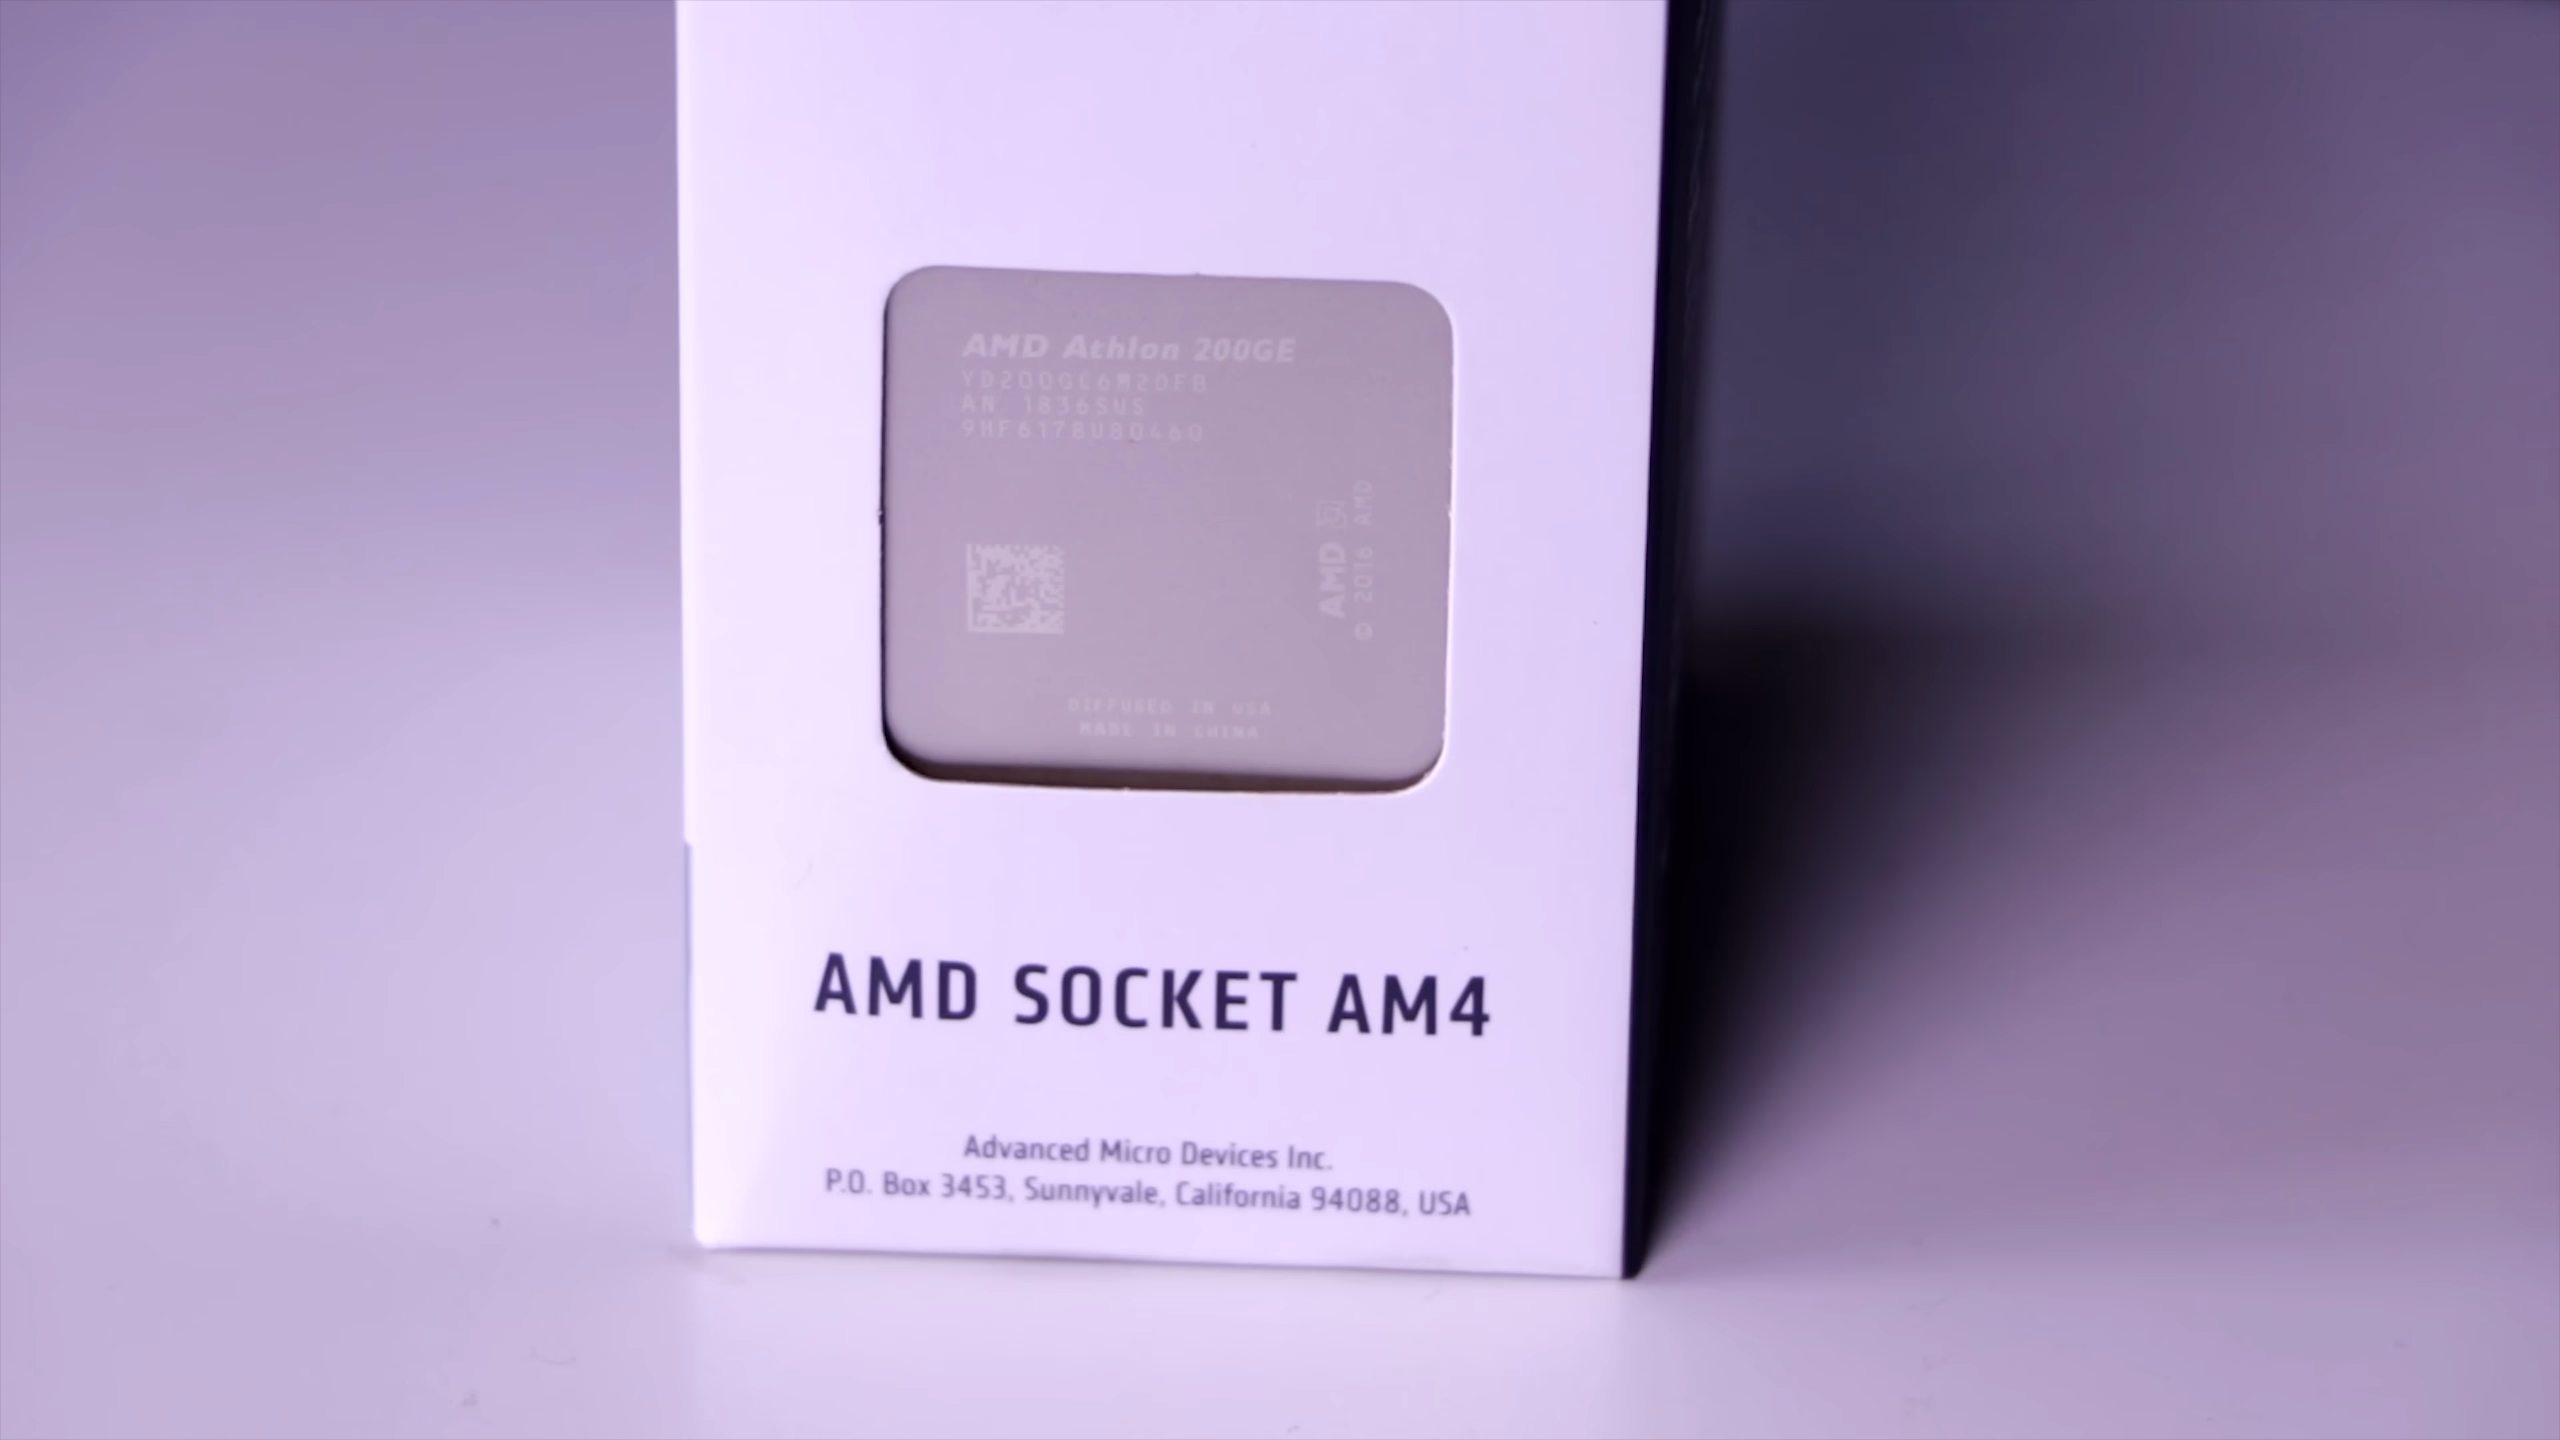 AMD Athlon 200GE
YD200GC6M2OFB
AN 1836SUS
9HF6178U80460
AMD
© 2016 AMD
DIFFUSED IN USA
MADE IN CHINA
AMD SOCKET AM4
Advanced Micro Devices Inc.
P.O. Box 3453, Sunnyvale, California 94088, USA